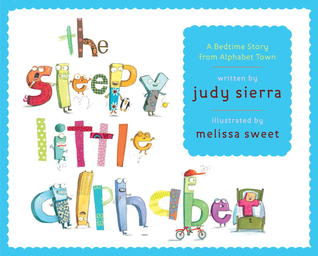 the
sleepy
little
alphabet
A Bedtime Story
from Alphabet Town
written by
judy sierra
illustrated by
melissa sweet